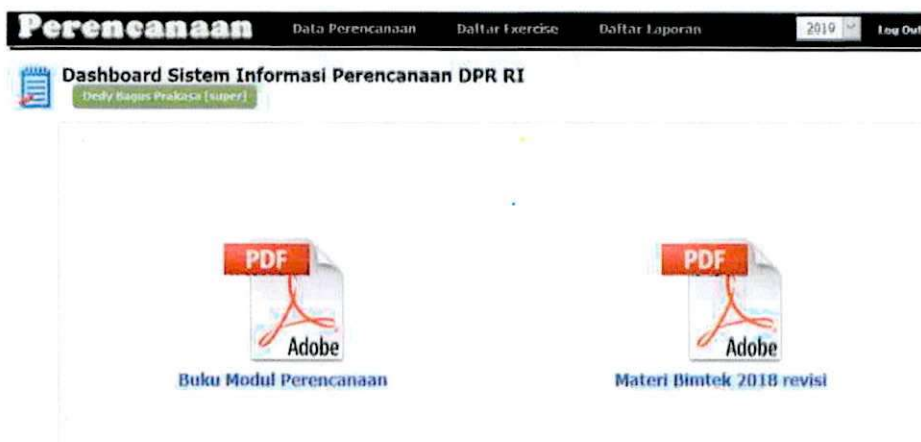 Perencanaan Data Perencanaan Daftar Exercise Daftar Laporan 2019 Log Out
Dashboard Sistem Informasi Perencanaan DPR RI
Dedy Bagus Prakasa [super]
PDF PDF
Adobe Adobe
Buku Modul Perencanaan Materi Bimtek 2018 revisi